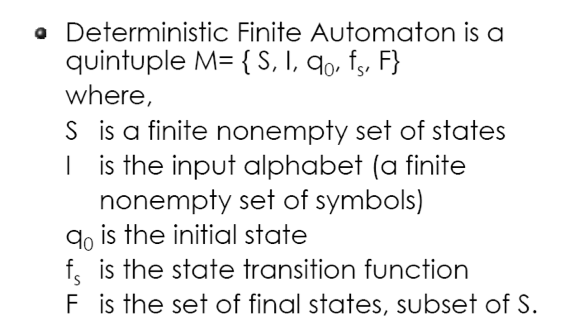 • Deterministic Finite Automaton is a
quintuple M= { S, I, q₀, fₛ, F}
where,
S is a finite nonempty set of states
I is the input alphabet (a finite
nonempty set of symbols)
q₀ is the initial state
fₛ is the state transition function
F is the set of final states, subset of S.